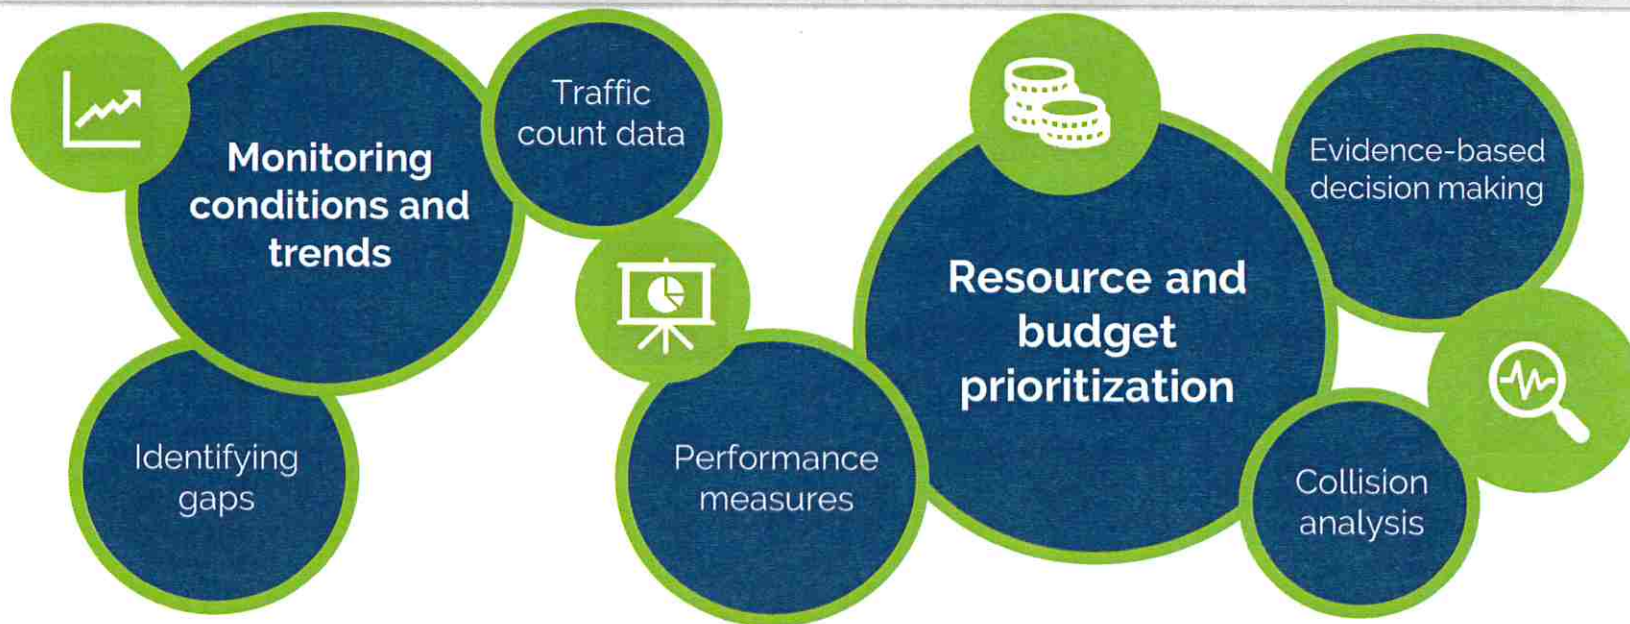 Monitoring
conditions and
trends
Traffic
count data
Identifying
gaps
Performance
measures
Resource and
budget
prioritization
Evidence-based
decision making
Collision
analysis